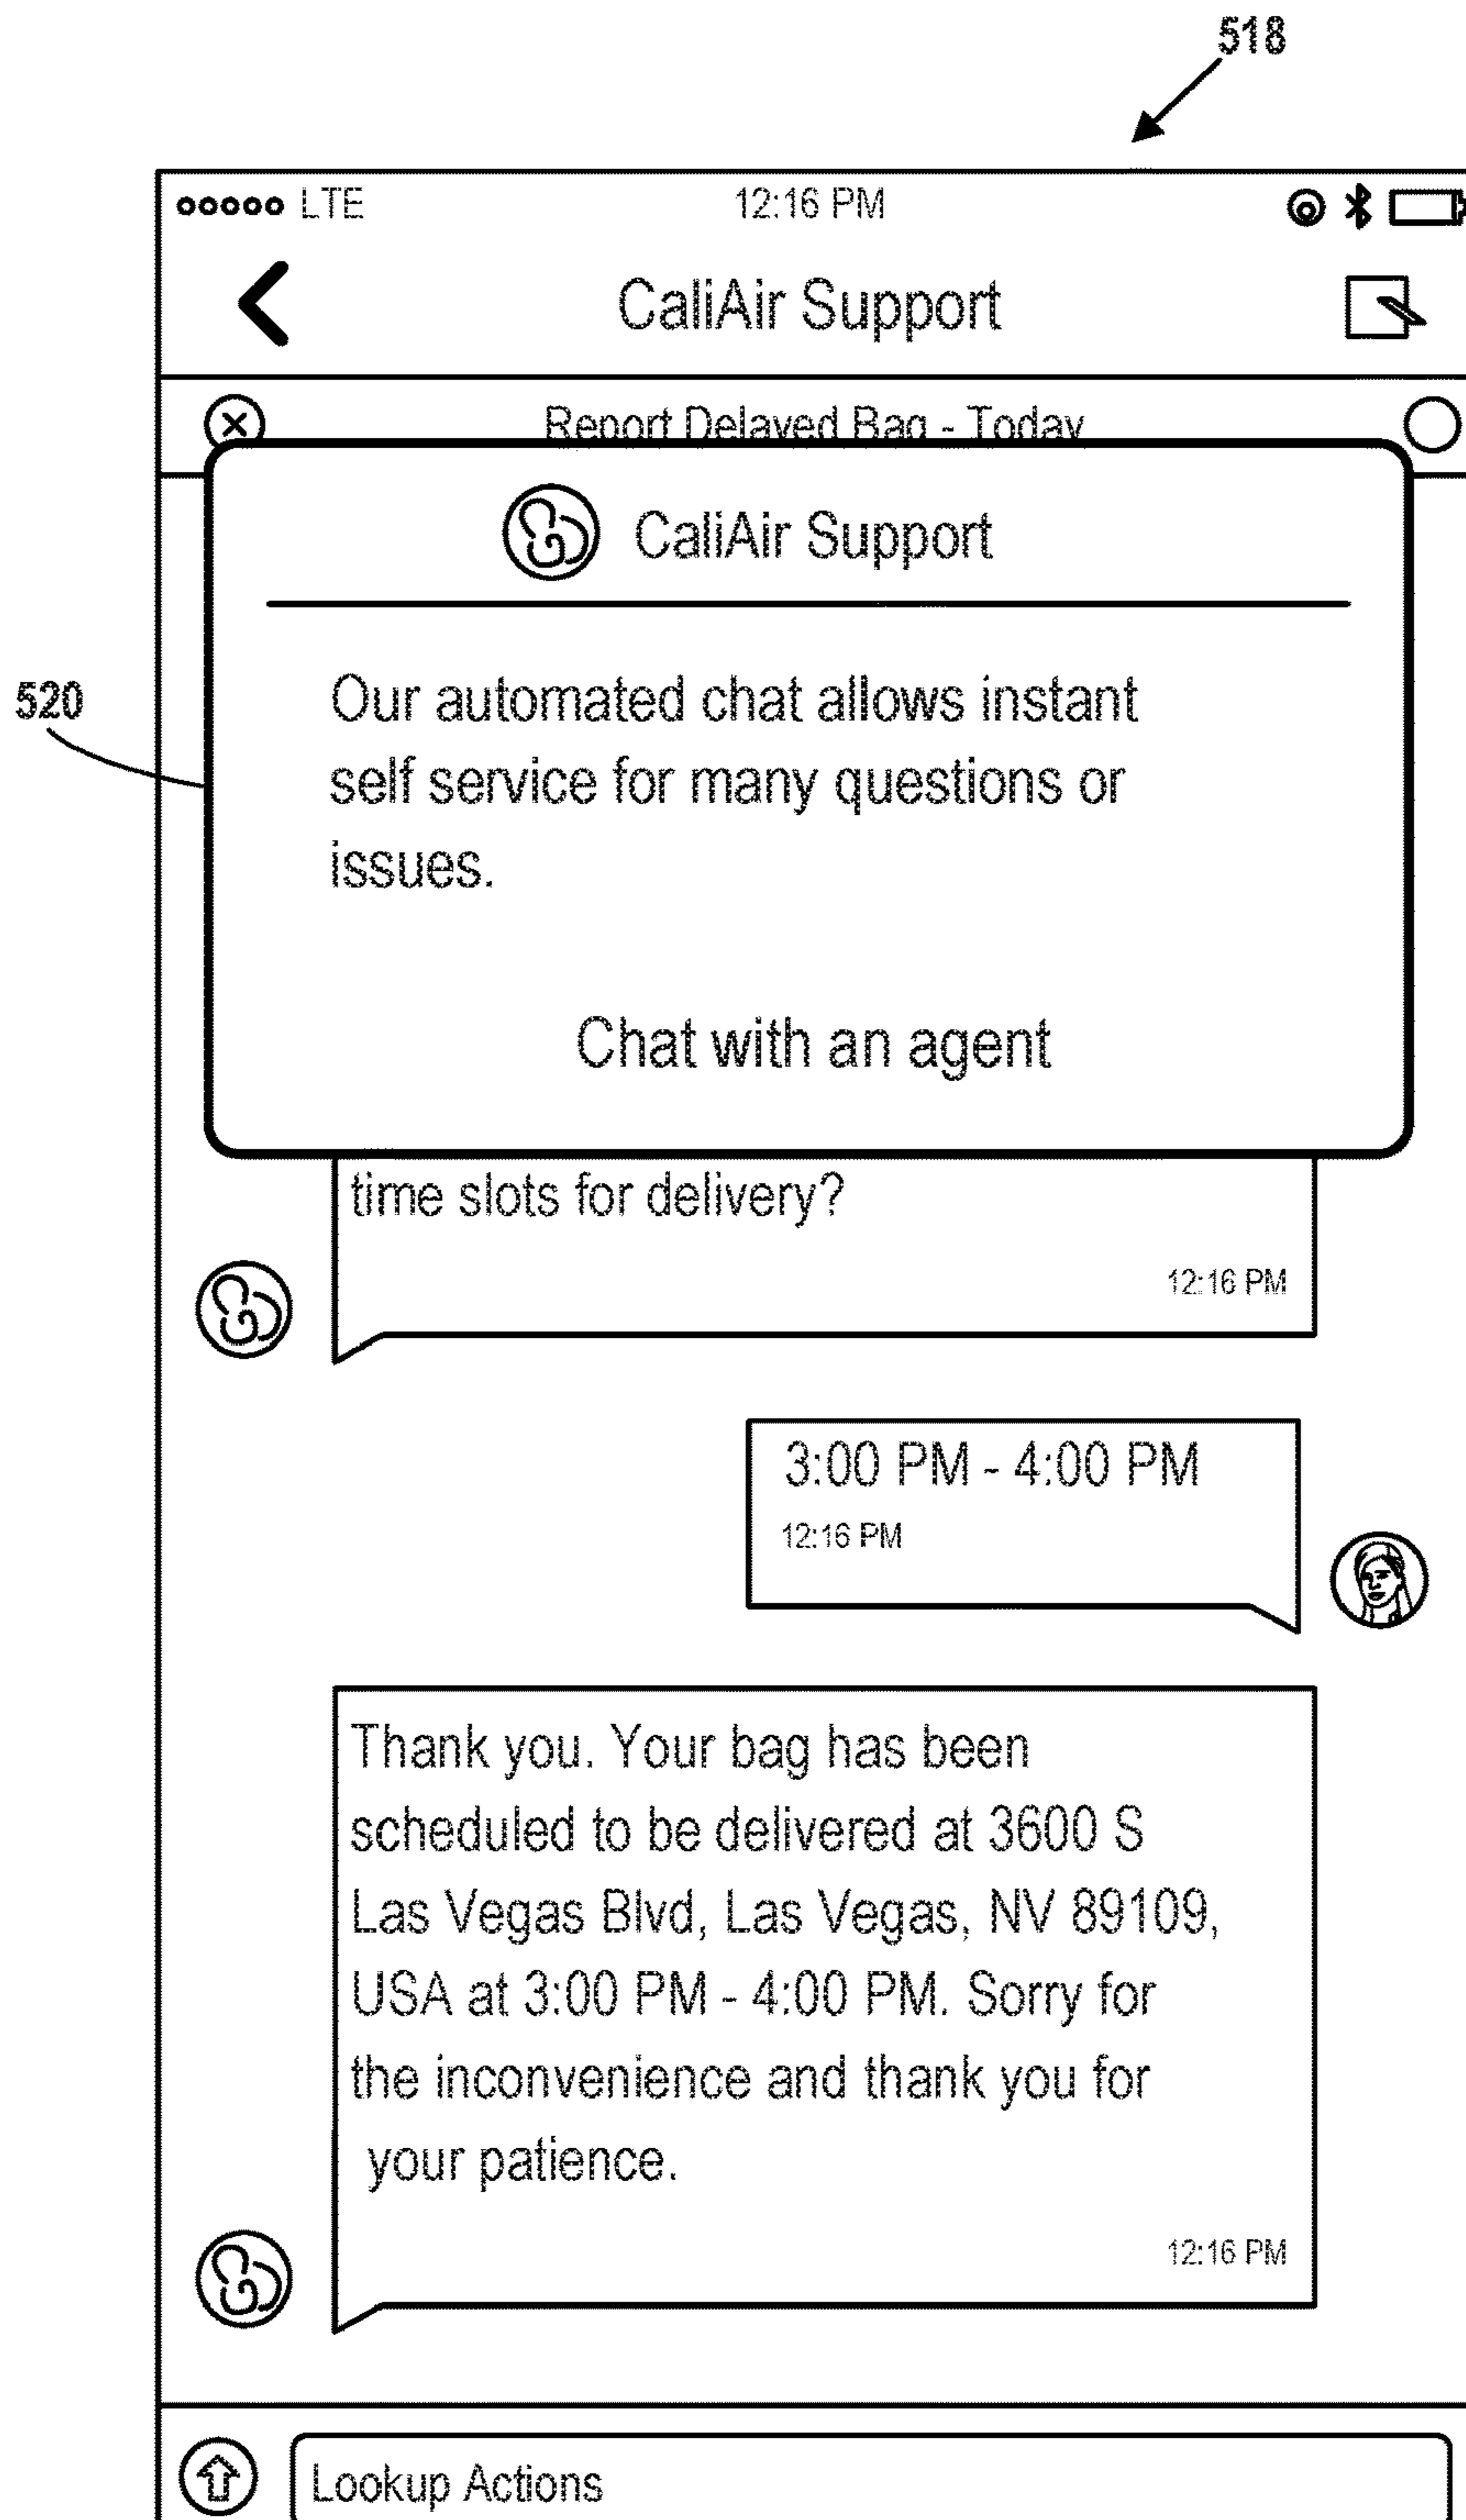 518
LTE 12:16 PM
CaliAir Support
Report Delayed Bag - Today
CaliAir Support
520
Our automated chat allows instant
self service for many questions or
issues.
Chat with an agent
time slots for delivery?
12:16 PM
3:00 PM - 4:00 PM
12:16 PM
Thank you. Your bag has been
scheduled to be delivered at 3600 S
Las Vegas Blvd, Las Vegas, NV 89109,
USA at 3:00 PM - 4:00 PM. Sorry for
the inconvenience and thank you for
your patience.
12:16 PM
Lookup Actions